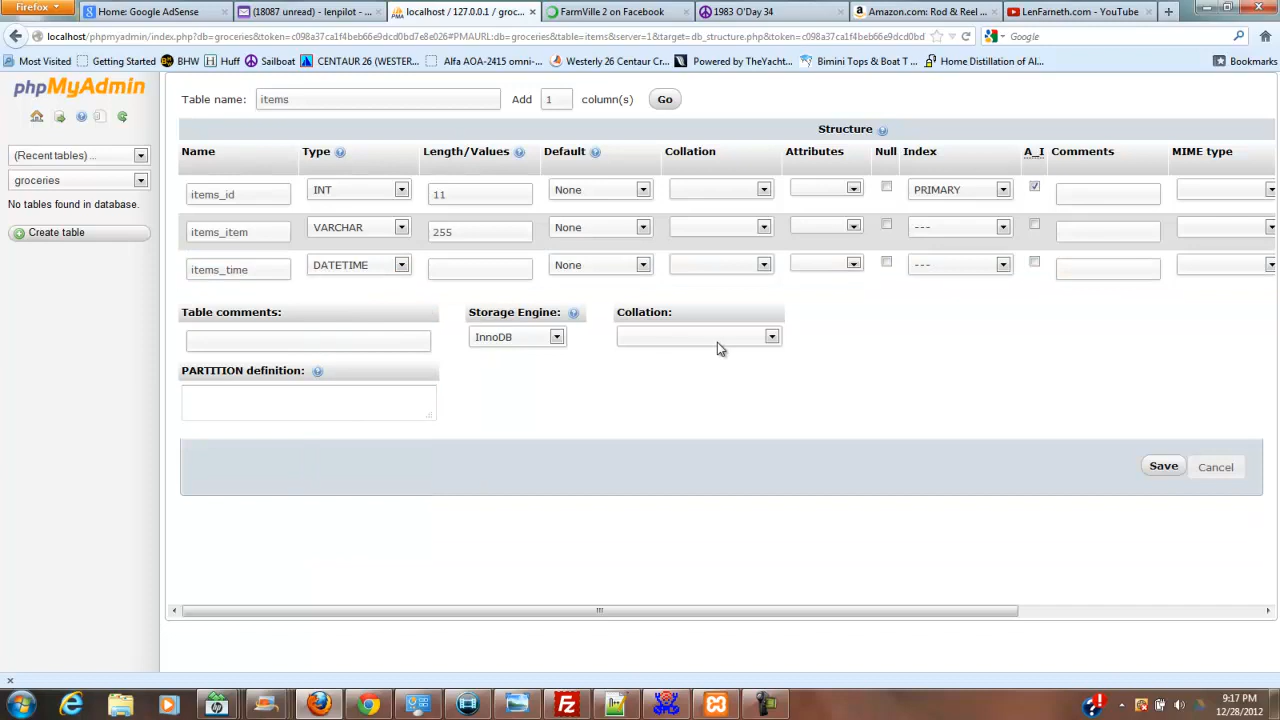 Firefox
Home: Google AdSense
(18087 unread) - lenpilot - ...
localhost / 127.0.0.1 / groc...
FarmVille 2 on Facebook
1983 O'Day 34
Amazon.com: Rod & Reel ...
LenFarneth.com - YouTube
localhost/phpmyadmin/index.php?db=groceries&token=c098a37ca1f4beb66e9dcd0bd7e8e026#PMAURL:db=groceries&table=items&server=1&target=db_structure.php&token=c098a37ca1f4beb66e9dcd0bd
Google
Most Visited
Getting Started
BHW
Huff
Sailboat
CENTAUR 26 (WESTER...
Alfa AOA-2415 omni-...
Westerly 26 Centaur Cr...
Powered by TheYacht...
Bimini Tops & Boat T...
Home Distillation of Al...
Bookmarks
phpMyAdmin
(Recent tables) ...
groceries
No tables found in database.
Create table
Table name: items Add 1 column(s) Go
Structure
Name Type Length/Values Default Collation Attributes Null Index A_I Comments MIME type
items_id INT 11 None PRIMARY
items_item VARCHAR 255 None ---
items_time DATETIME None ---
Table comments: Storage Engine: Collation:
InnoDB
PARTITION definition:
Save Cancel
9:17 PM
12/28/2012